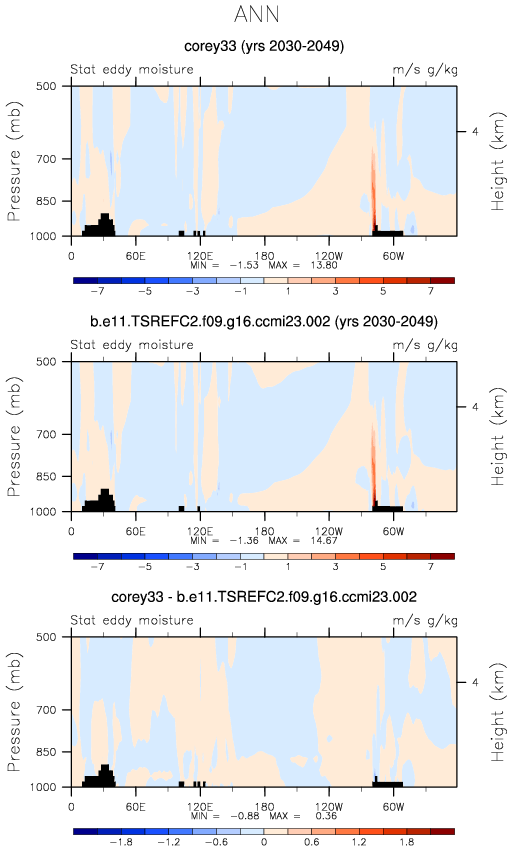 ANN
corey33 (yrs 2030-2049)
Stat eddy moisture m/s g/kg
500
700
850
1000
Pressure (mb)
4
Height (km)
0 60E 120E 180 120W 60W
MIN = -1.53 MAX = 13.80
-7 -5 -3 -1 1 3 5 7
b.e11.TSREFC2.f09.g16.ccmi23.002 (yrs 2030-2049)
Stat eddy moisture m/s g/kg
500
700
850
1000
Pressure (mb)
4
Height (km)
0 60E 120E 180 120W 60W
MIN = -1.36 MAX = 14.67
-7 -5 -3 -1 1 3 5 7
corey33 - b.e11.TSREFC2.f09.g16.ccmi23.002
Stat eddy moisture m/s g/kg
500
700
850
1000
Pressure (mb)
4
Height (km)
0 60E 120E 180 120W 60W
MIN = -0.88 MAX = 0.36
-1.8 -1.2 -0.6 0 0.6 1.2 1.8